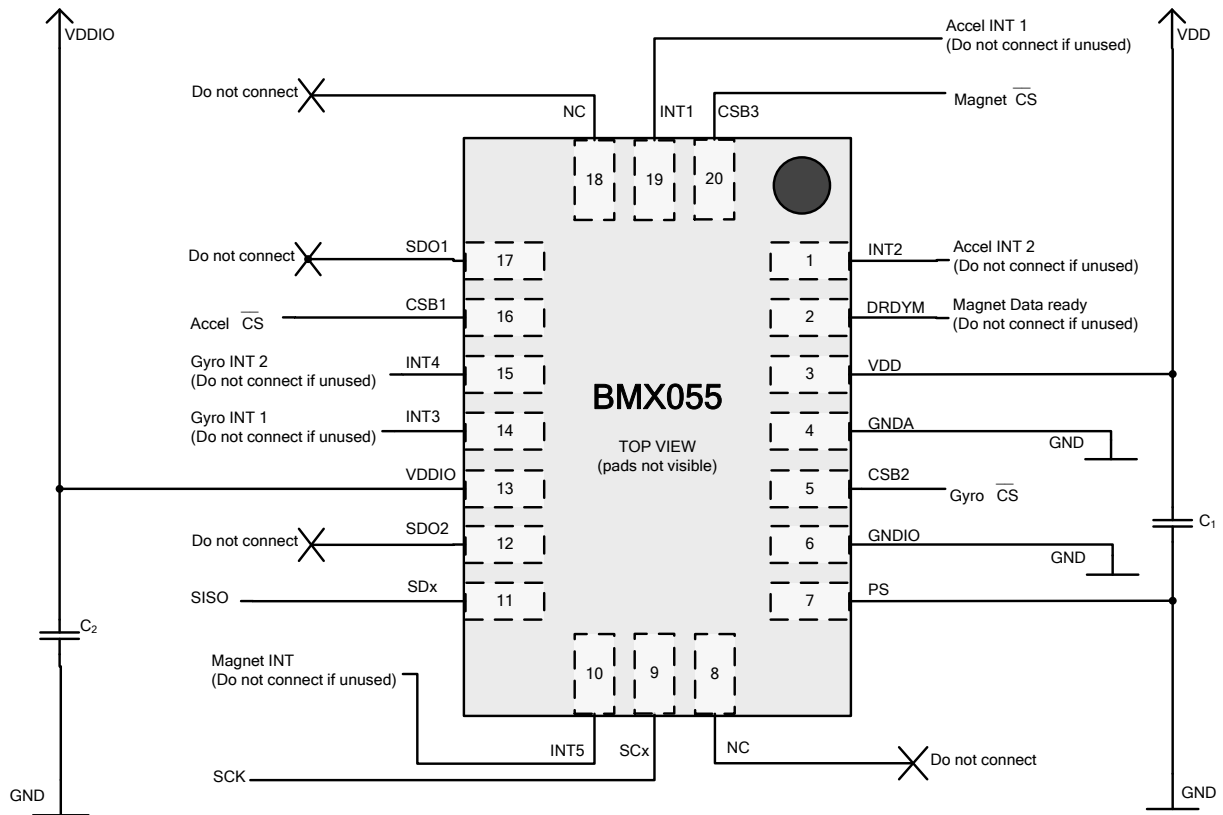 VDDIO
VDD
Accel INT 1
(Do not connect if unused)
Do not connect
Magnet CS
NC
INT1
CSB3
18
19
20
Do not connect
SDO1
17
1
INT2
Accel INT 2
(Do not connect if unused)
Accel CS
CSB1
16
2
DRDYM
Magnet Data ready
(Do not connect if unused)
Gyro INT 2
(Do not connect if unused)
INT4
15
3
VDD
Gyro INT 1
(Do not connect if unused)
INT3
14
BMX055
TOP VIEW
(pads not visible)
4
GNDA
GND
VDDIO
13
5
CSB2
Gyro CS
Do not connect
SDO2
12
6
GNDIO
GND
C₁
SISO
SDx
11
7
PS
C₂
Magnet INT
(Do not connect if unused)
10
9
8
INT5
SCx
NC
Do not connect
SCK
GND
GND